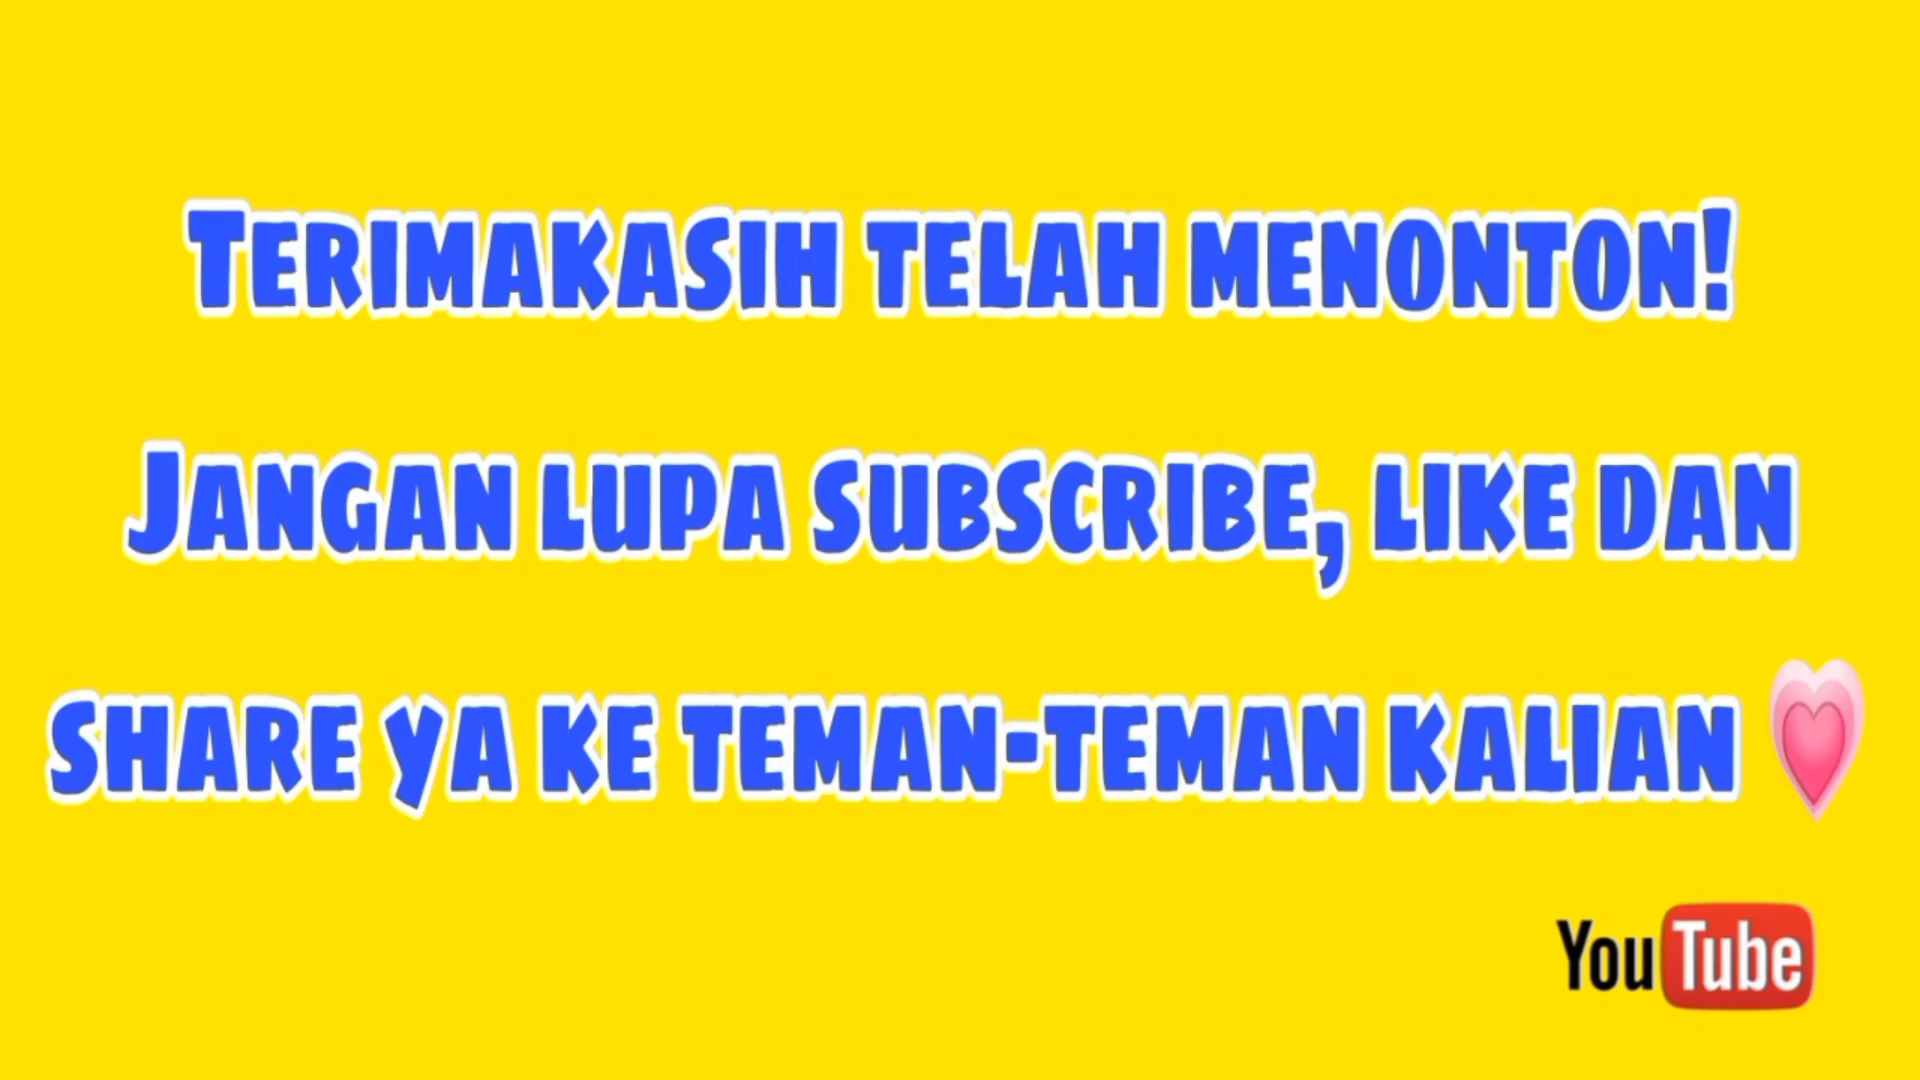 Terimakasih telah menonton!
Jangan lupa subscribe, like dan
share ya ke teman-teman kalian
YouTube